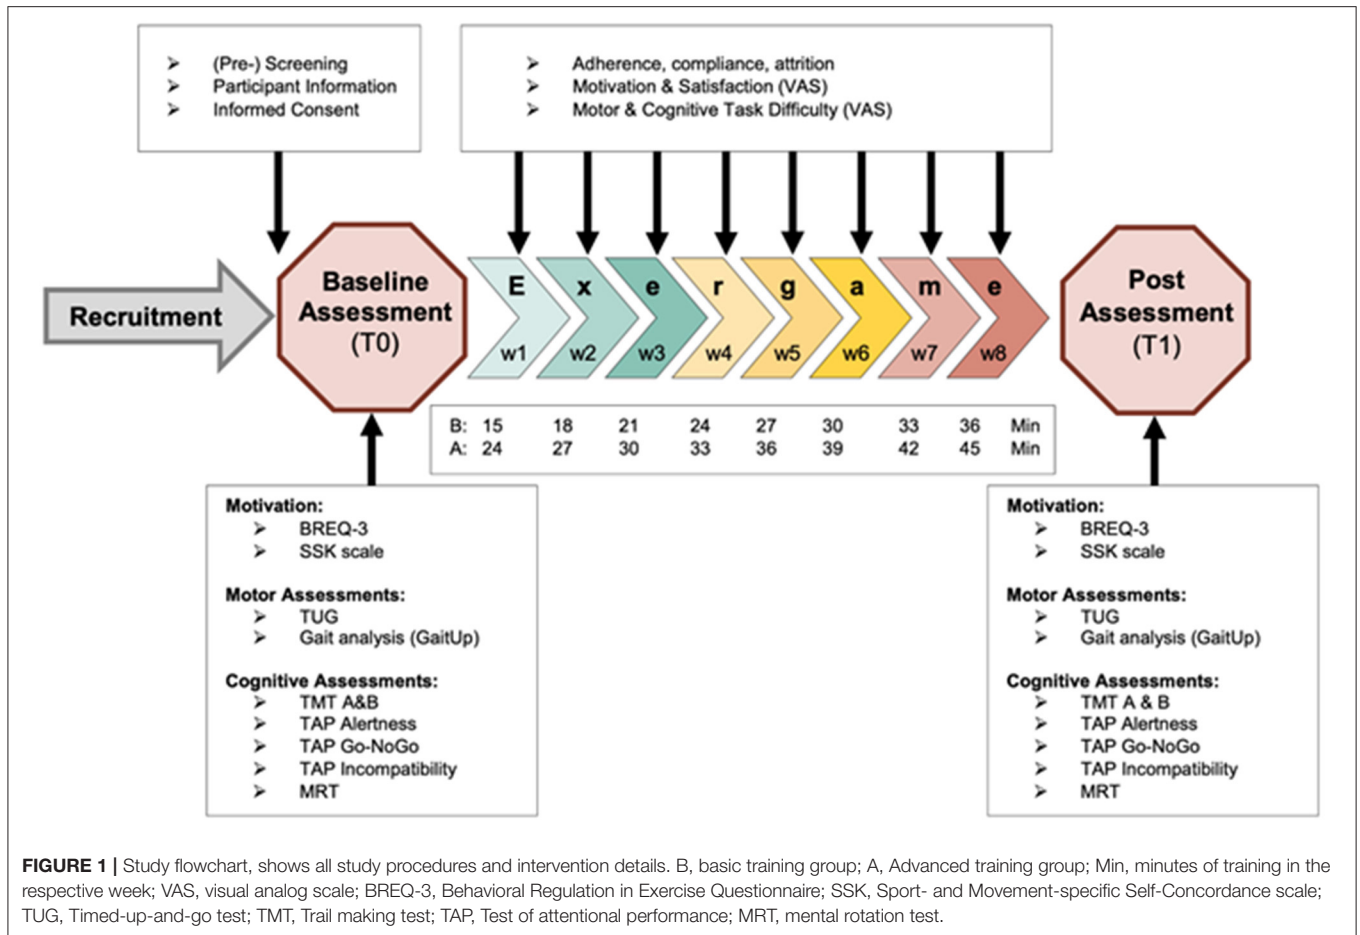 ➢ (Pre-) Screening
➢ Participant Information
➢ Informed Consent
➢ Adherence, compliance, attrition
➢ Motivation & Satisfaction (VAS)
➢ Motor & Cognitive Task Difficulty (VAS)
Recruitment
Baseline
Assessment
(T0)
E x e r g a m e
w1 w2 w3 w4 w5 w6 w7 w8
Post
Assessment
(T1)
B: 15 18 21 24 27 30 33 36 Min
A: 24 27 30 33 36 39 42 45 Min
Motivation:
➢ BREQ-3
➢ SSK scale
Motor Assessments:
➢ TUG
➢ Gait analysis (GaitUp)
Cognitive Assessments:
➢ TMT A&B
➢ TAP Alertness
➢ TAP Go-NoGo
➢ TAP Incompatibility
➢ MRT
Motivation:
➢ BREQ-3
➢ SSK scale
Motor Assessments:
➢ TUG
➢ Gait analysis (GaitUp)
Cognitive Assessments:
➢ TMT A & B
➢ TAP Alertness
➢ TAP Go-NoGo
➢ TAP Incompatibility
➢ MRT
FIGURE 1 | Study flowchart, shows all study procedures and intervention details. B, basic training group; A, Advanced training group; Min, minutes of training in the
respective week; VAS, visual analog scale; BREQ-3, Behavioral Regulation in Exercise Questionnaire; SSK, Sport- and Movement-specific Self-Concordance scale;
TUG, Timed-up-and-go test; TMT, Trail making test; TAP, Test of attentional performance; MRT, mental rotation test.